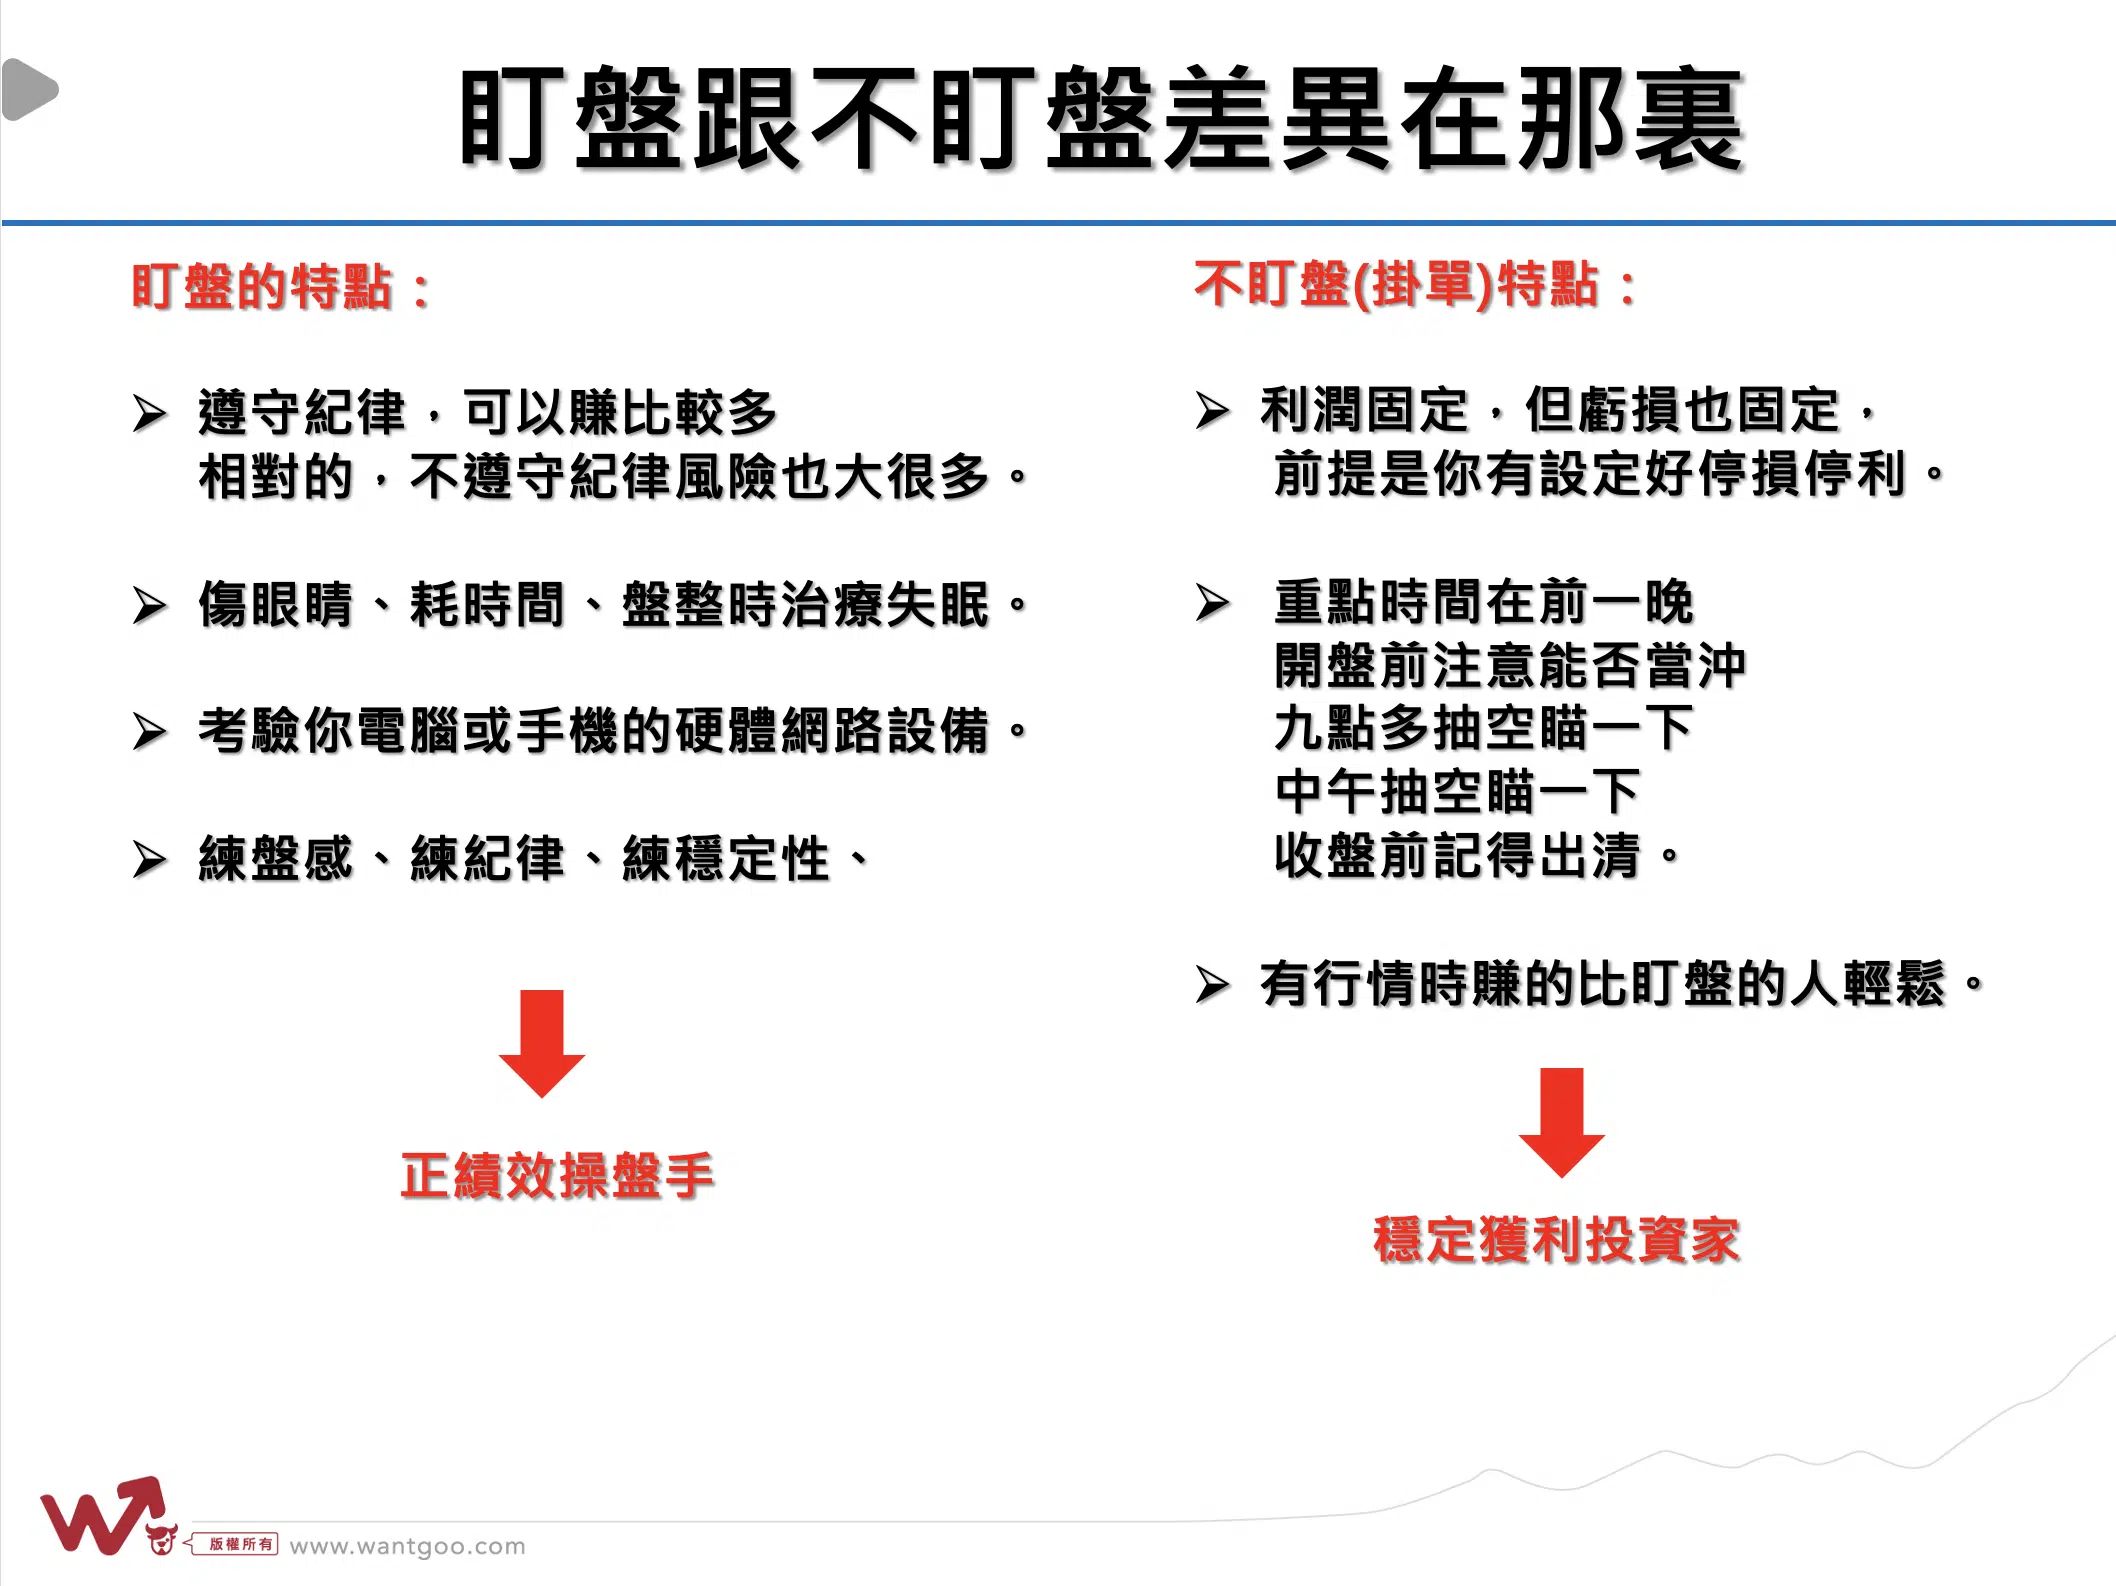 盯盤跟不盯盤差異在那裏
盯盤的特點：
➢ 遵守紀律，可以賺比較多
相對的，不遵守紀律風險也大很多。
➢ 傷眼睛、耗時間、盤整時治療失眠。
➢ 考驗你電腦或手機的硬體網路設備。
➢ 練盤感、練紀律、練穩定性、
正績效操盤手
不盯盤(掛單)特點：
➢ 利潤固定，但虧損也固定，
前提是你有設定好停損停利。
➢ 重點時間在前一晚
開盤前注意能否當沖
九點多抽空瞄一下
中午抽空瞄一下
收盤前記得出清。
➢ 有行情時賺的比盯盤的人輕鬆。
穩定獲利投資家
版權所有 www.wantgoo.com